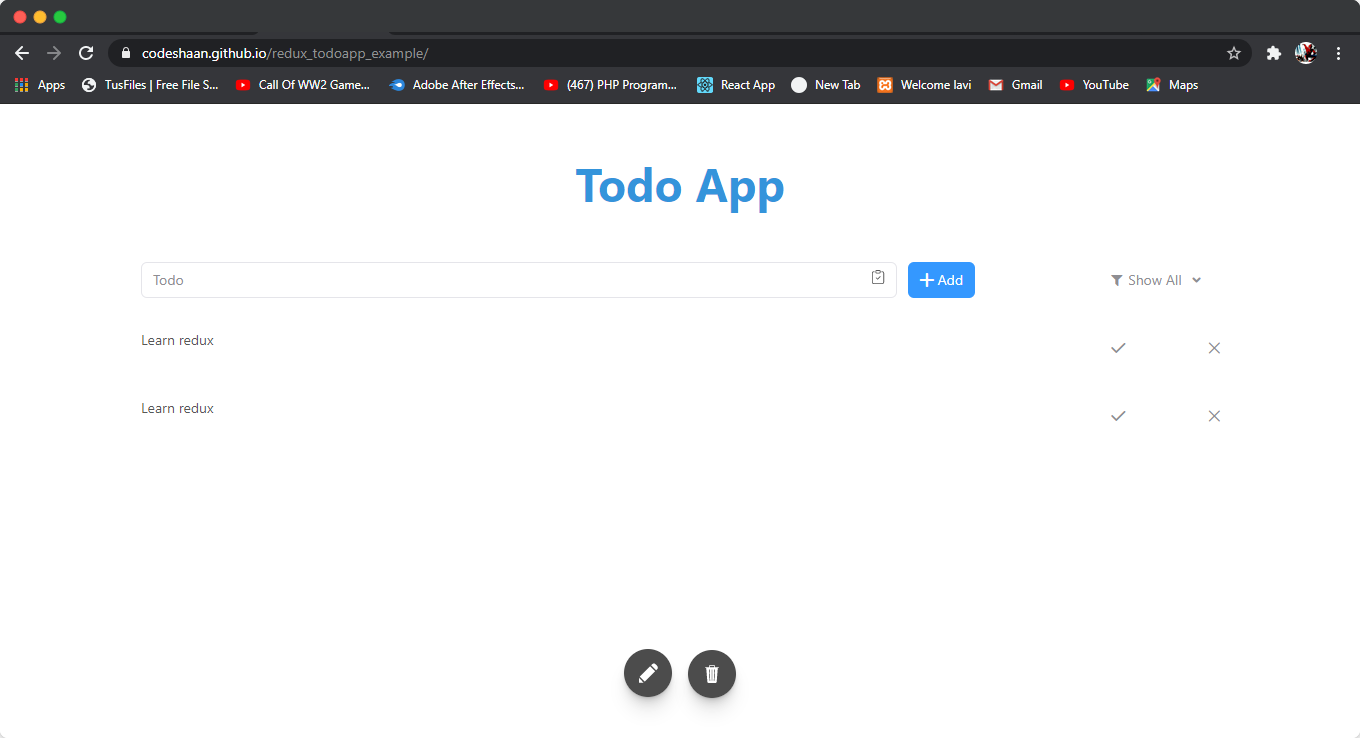 codeshaan.github.io/redux_todoapp_example/
Apps TusFiles | Free File S... Call Of WW2 Game... Adobe After Effects... (467) PHP Program... React App New Tab Welcome lavi Gmail YouTube Maps
Todo App
Todo Add Show All
Learn redux
Learn redux